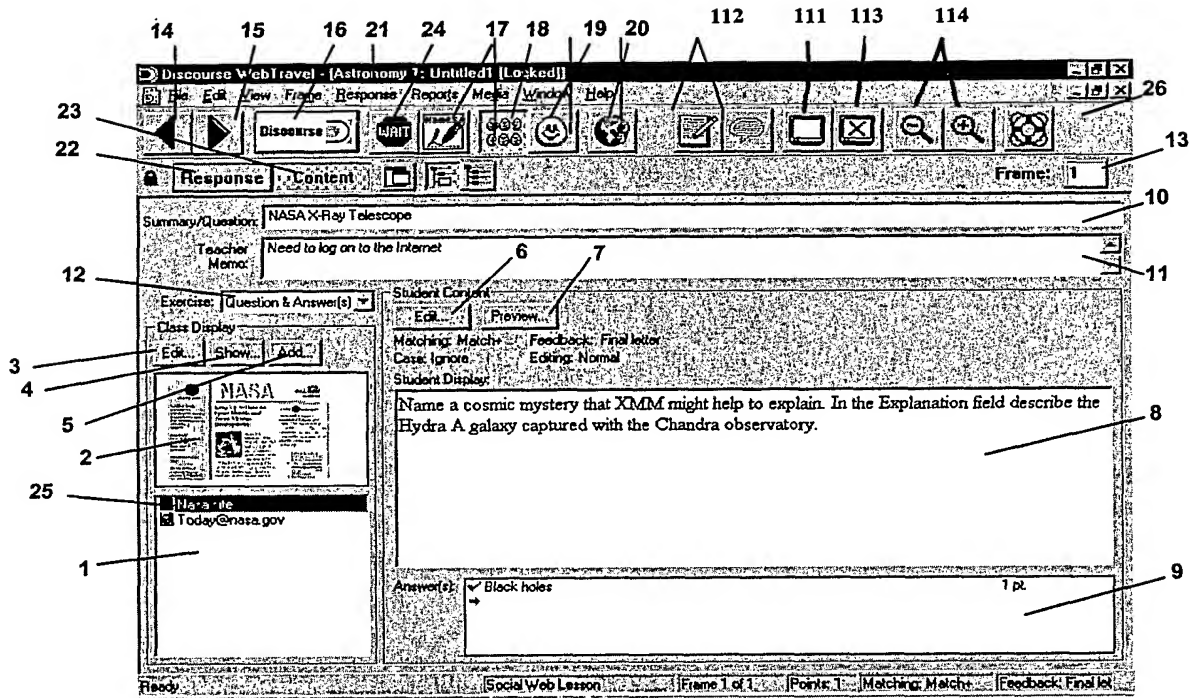 112 111 113 114
14 15 16 21 24 17 18 19 20
Discourse WebTravel - [Astronomy 1: Untitled1 [Locked]]
File Edit View Frame Response Reports Media Window Help
23 26
Discourse WAIT
13
22 Response Content Frame: 1
Summary/Question: NASA X-Ray Telescope 10
Teacher Memo: Need to log on to the Internet 6 7 11
12 Exercise: Question & Answer(s) Student Content
Class Display Edit... Preview...
3 Edit... Show... Add... Matching: Match+ Feedback: Final letter
4 Case: Ignore Editing: Normal
Student Display:
5 NASA Name a cosmic mystery that XMM might help to explain. In the Explanation field describe the
Hydra A galaxy captured with the Chandra observatory. 8
2
25 Nasa site
Today@nasa.gov
1
Answer(s): Black holes 1 pt. 9
Ready Social Web Lesson Frame 1 of 1 Points: 1 Matching: Match+ Feedback: Final let